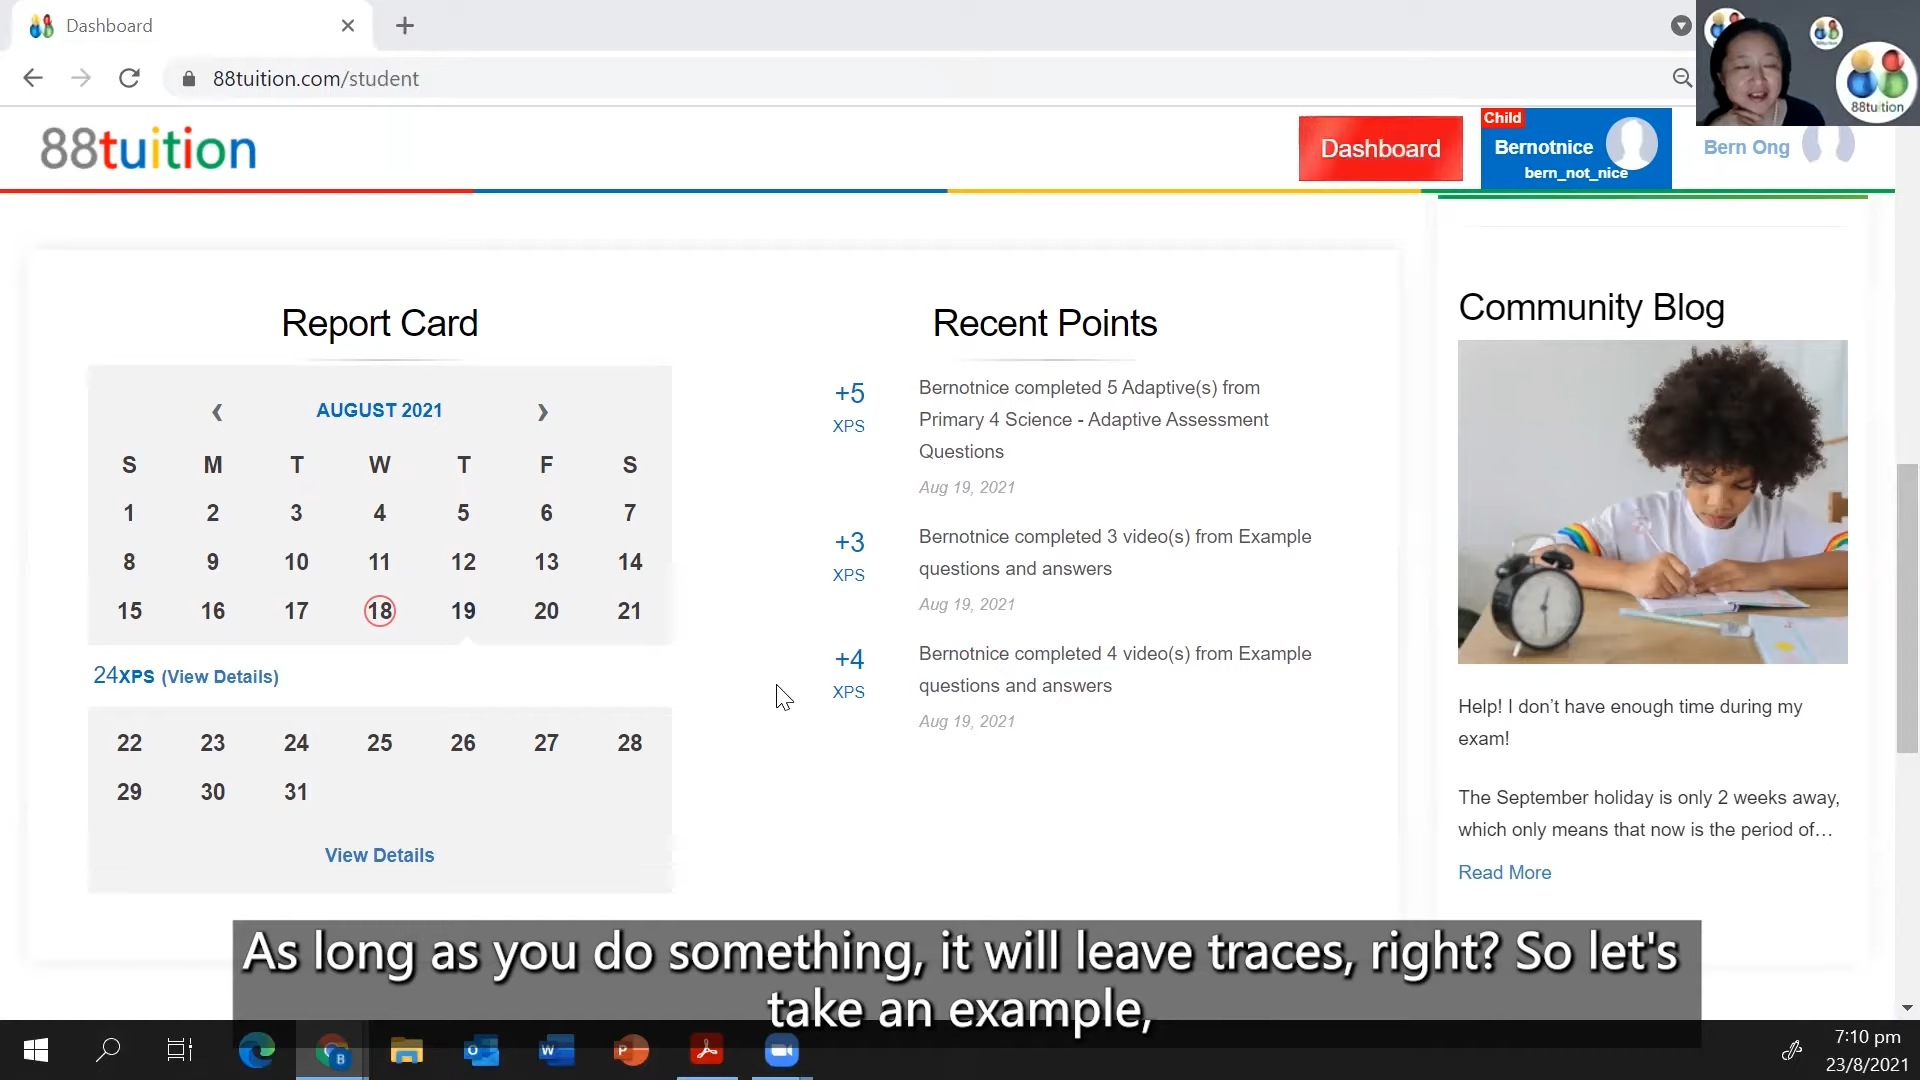 Dashboard
88tuition.com/student
88tuition
88tuition
Dashboard
Child
Bernotnice
bern_not_nice
Bern Ong
Report Card
‹ AUGUST 2021 ›
S M T W T F S
1 2 3 4 5 6 7
8 9 10 11 12 13 14
15 16 17 18 19 20 21
24XPS (View Details)
22 23 24 25 26 27 28
29 30 31
View Details
Recent Points
+5
XPS
Bernotnice completed 5 Adaptive(s) from
Primary 4 Science - Adaptive Assessment
Questions
Aug 19, 2021
+3
XPS
Bernotnice completed 3 video(s) from Example
questions and answers
Aug 19, 2021
+4
XPS
Bernotnice completed 4 video(s) from Example
questions and answers
Aug 19, 2021
Community Blog
Help! I don’t have enough time during my
exam!
The September holiday is only 2 weeks away,
which only means that now is the period of…
Read More
As long as you do something, it will leave traces, right? So let's
take an example,
7:10 pm
23/8/2021